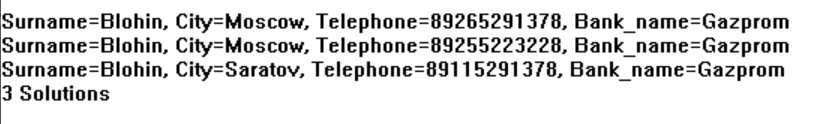 Surname=Blohin, City=Moscow, Telephone=89265291378, Bank_name=Gazprom
Surname=Blohin, City=Moscow, Telephone=89255223228, Bank_name=Gazprom
Surname=Blohin, City=Saratov, Telephone=89115291378, Bank_name=Gazprom
3 Solutions